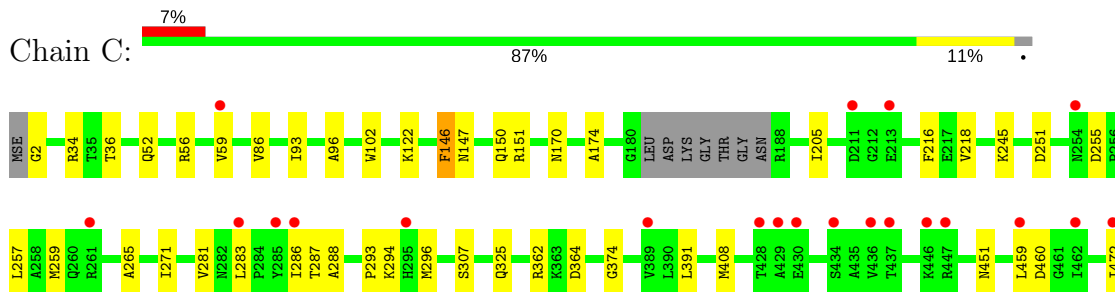 7%
Chain C:
87% 11% •
MSE G2 R34 T35 T36 Q52 R56 V59 V86 I93 A96 W102 K122 F146 N147 Q150 R151 N170 A174 G180 LEU ASP LYS GLY THR GLY ASN R188 I205 D211 G212 E213 F216 E217 V218 K245 D251 N254 D255
L257 A258 M259 Q260 R261 A265 I271 V281 N282 L283 P284 Y285 I286 T287 A288 P293 K294 H295 M296 S307 Q325 R362 K363 D364 G374 V389 L390 L391 M408 T428 A429 E430 S434 A435 V436 T437 K446 R447 N451 L459 D460 G461 I462